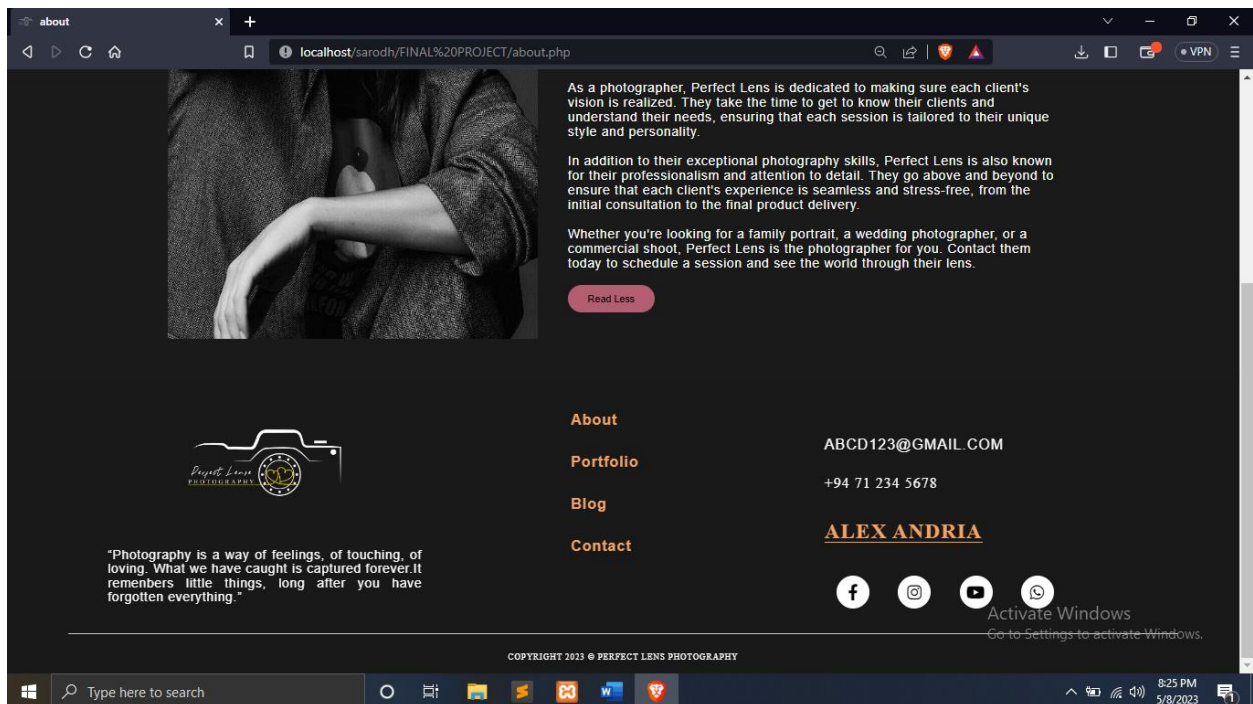 about
localhost/sarodh/FINAL%20PROJECT/about.php
VPN
As a photographer, Perfect Lens is dedicated to making sure each client's
vision is realized. They take the time to get to know their clients and
understand their needs, ensuring that each session is tailored to their unique
style and personality.
In addition to their exceptional photography skills, Perfect Lens is also known
for their professionalism and attention to detail. They go above and beyond to
ensure that each client's experience is seamless and stress-free, from the
initial consultation to the final product delivery.
Whether you're looking for a family portrait, a wedding photographer, or a
commercial shoot, Perfect Lens is the photographer for you. Contact them
today to schedule a session and see the world through their lens.
Read Less
Perfect Lense
PHOTOGRAPHY
“Photography is a way of feelings, of touching, of
loving. What we have caught is captured forever.It
remenbers little things, long after you have
forgotten everything.”
About
Portfolio
Blog
Contact
ABCD123@GMAIL.COM
+94 71 234 5678
ALEX ANDRIA
Activate Windows
Go to Settings to activate Windows.
COPYRIGHT 2023 © PERFECT LENS PHOTOGRAPHY
Type here to search
8:25 PM
5/8/2023